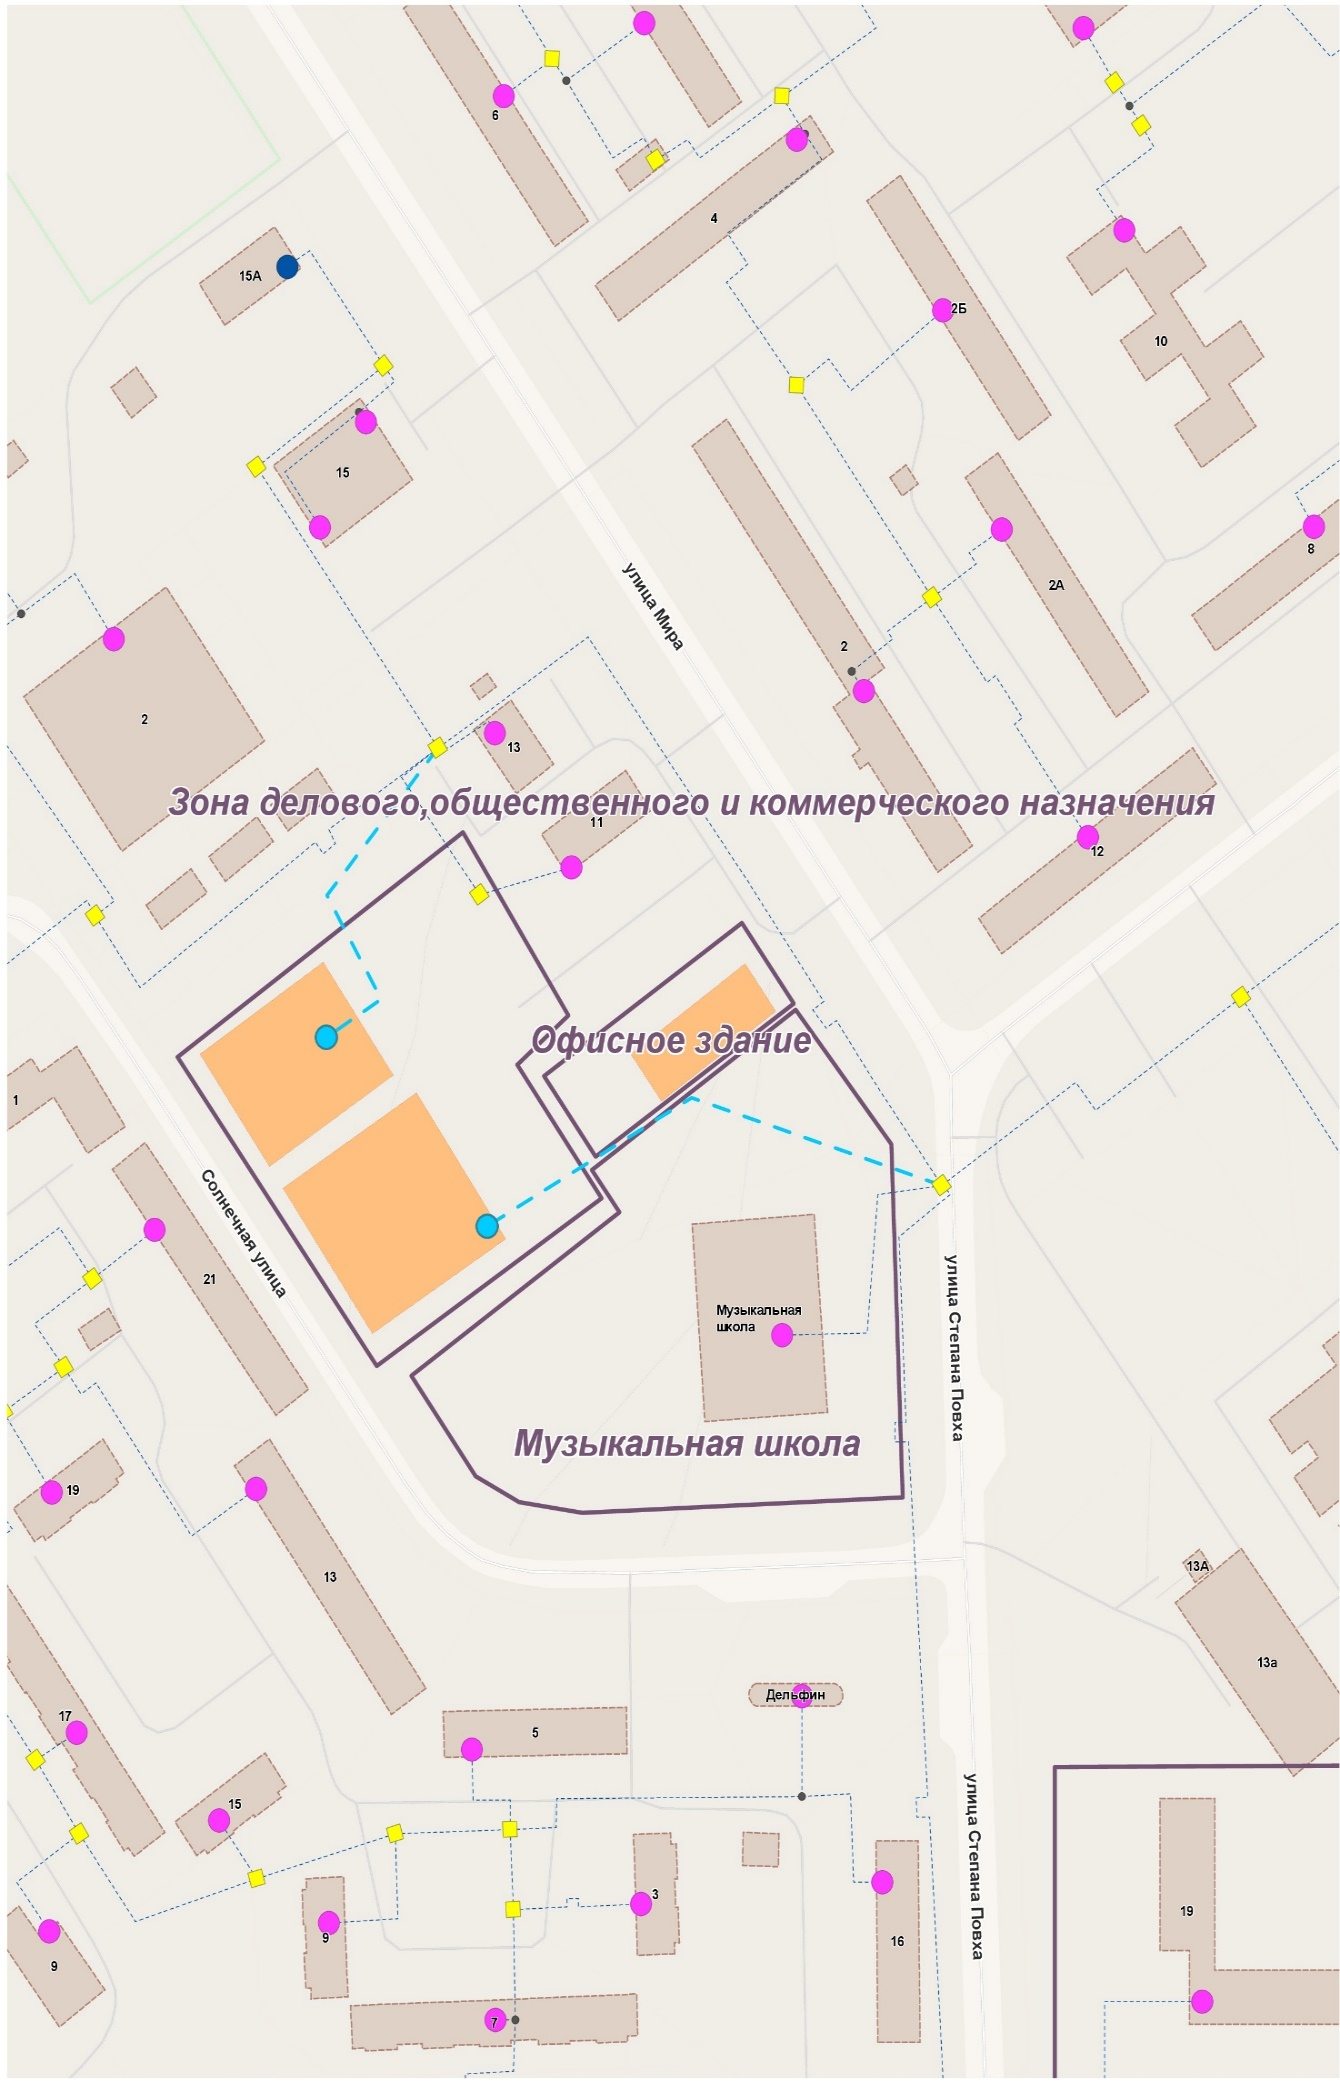 6
4
15А
2Б
10
15
8
2А
улица Мира
2
2
13
Зона делового,общественного и коммерческого назначения
11
12
Офисное здание
1
Солнечная улица
21
Музыкальная
школа
улица Степана Повха
Музыкальная школа
19
13
13А
13а
17
Дельфин
5
15
улица Степана Повха
3
9
16
19
9
7